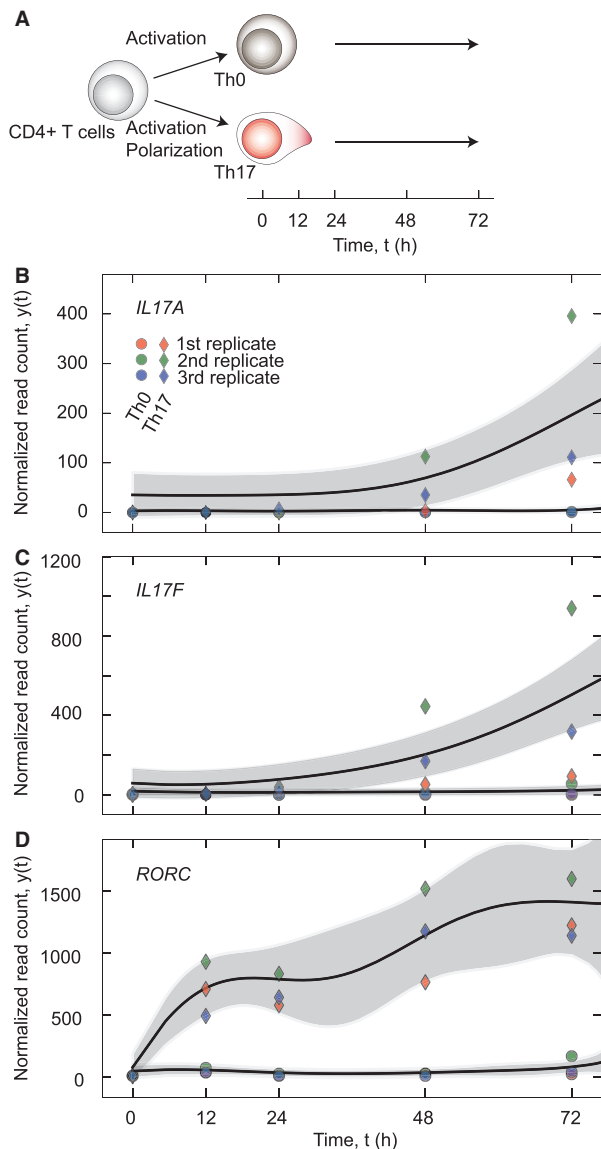 A
Activation
Th0
CD4+ T cells
Activation
Polarization
Th17
0 12 24 48 72
Time, t (h)
B
Normalized read count, y(t)
400
300
200
100
0
IL17A
1st replicate
2nd replicate
3rd replicate
Th0
Th17
C
Normalized read count, y(t)
1200
800
400
0
IL17F
D
Normalized read count, y(t)
1500
1000
500
0
RORC
0 12 24 48 72
Time, t (h)